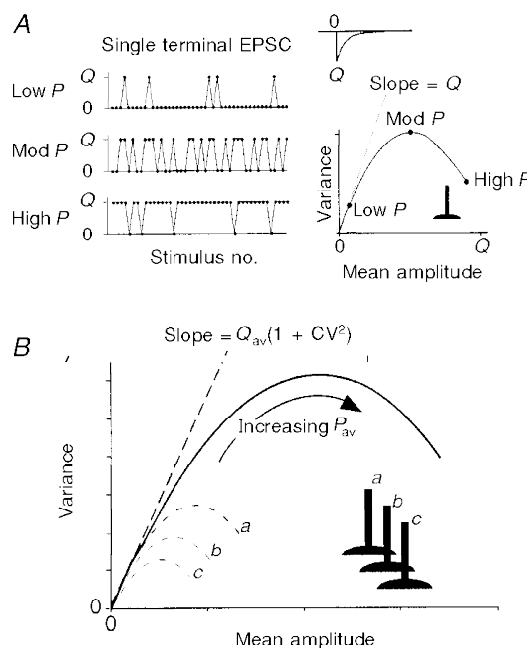 A
Single terminal EPSC
Low P
Q
0
Mod P
Q
0
High P
Q
0
Stimulus no.
0
Q
Slope = Q
Mod P
High P
Low P
Variance
0
Q
Mean amplitude
B
Slope = Qav(1 + CV²)
Increasing Pav
Variance
a
b
c
a
b
c
0
0
Mean amplitude